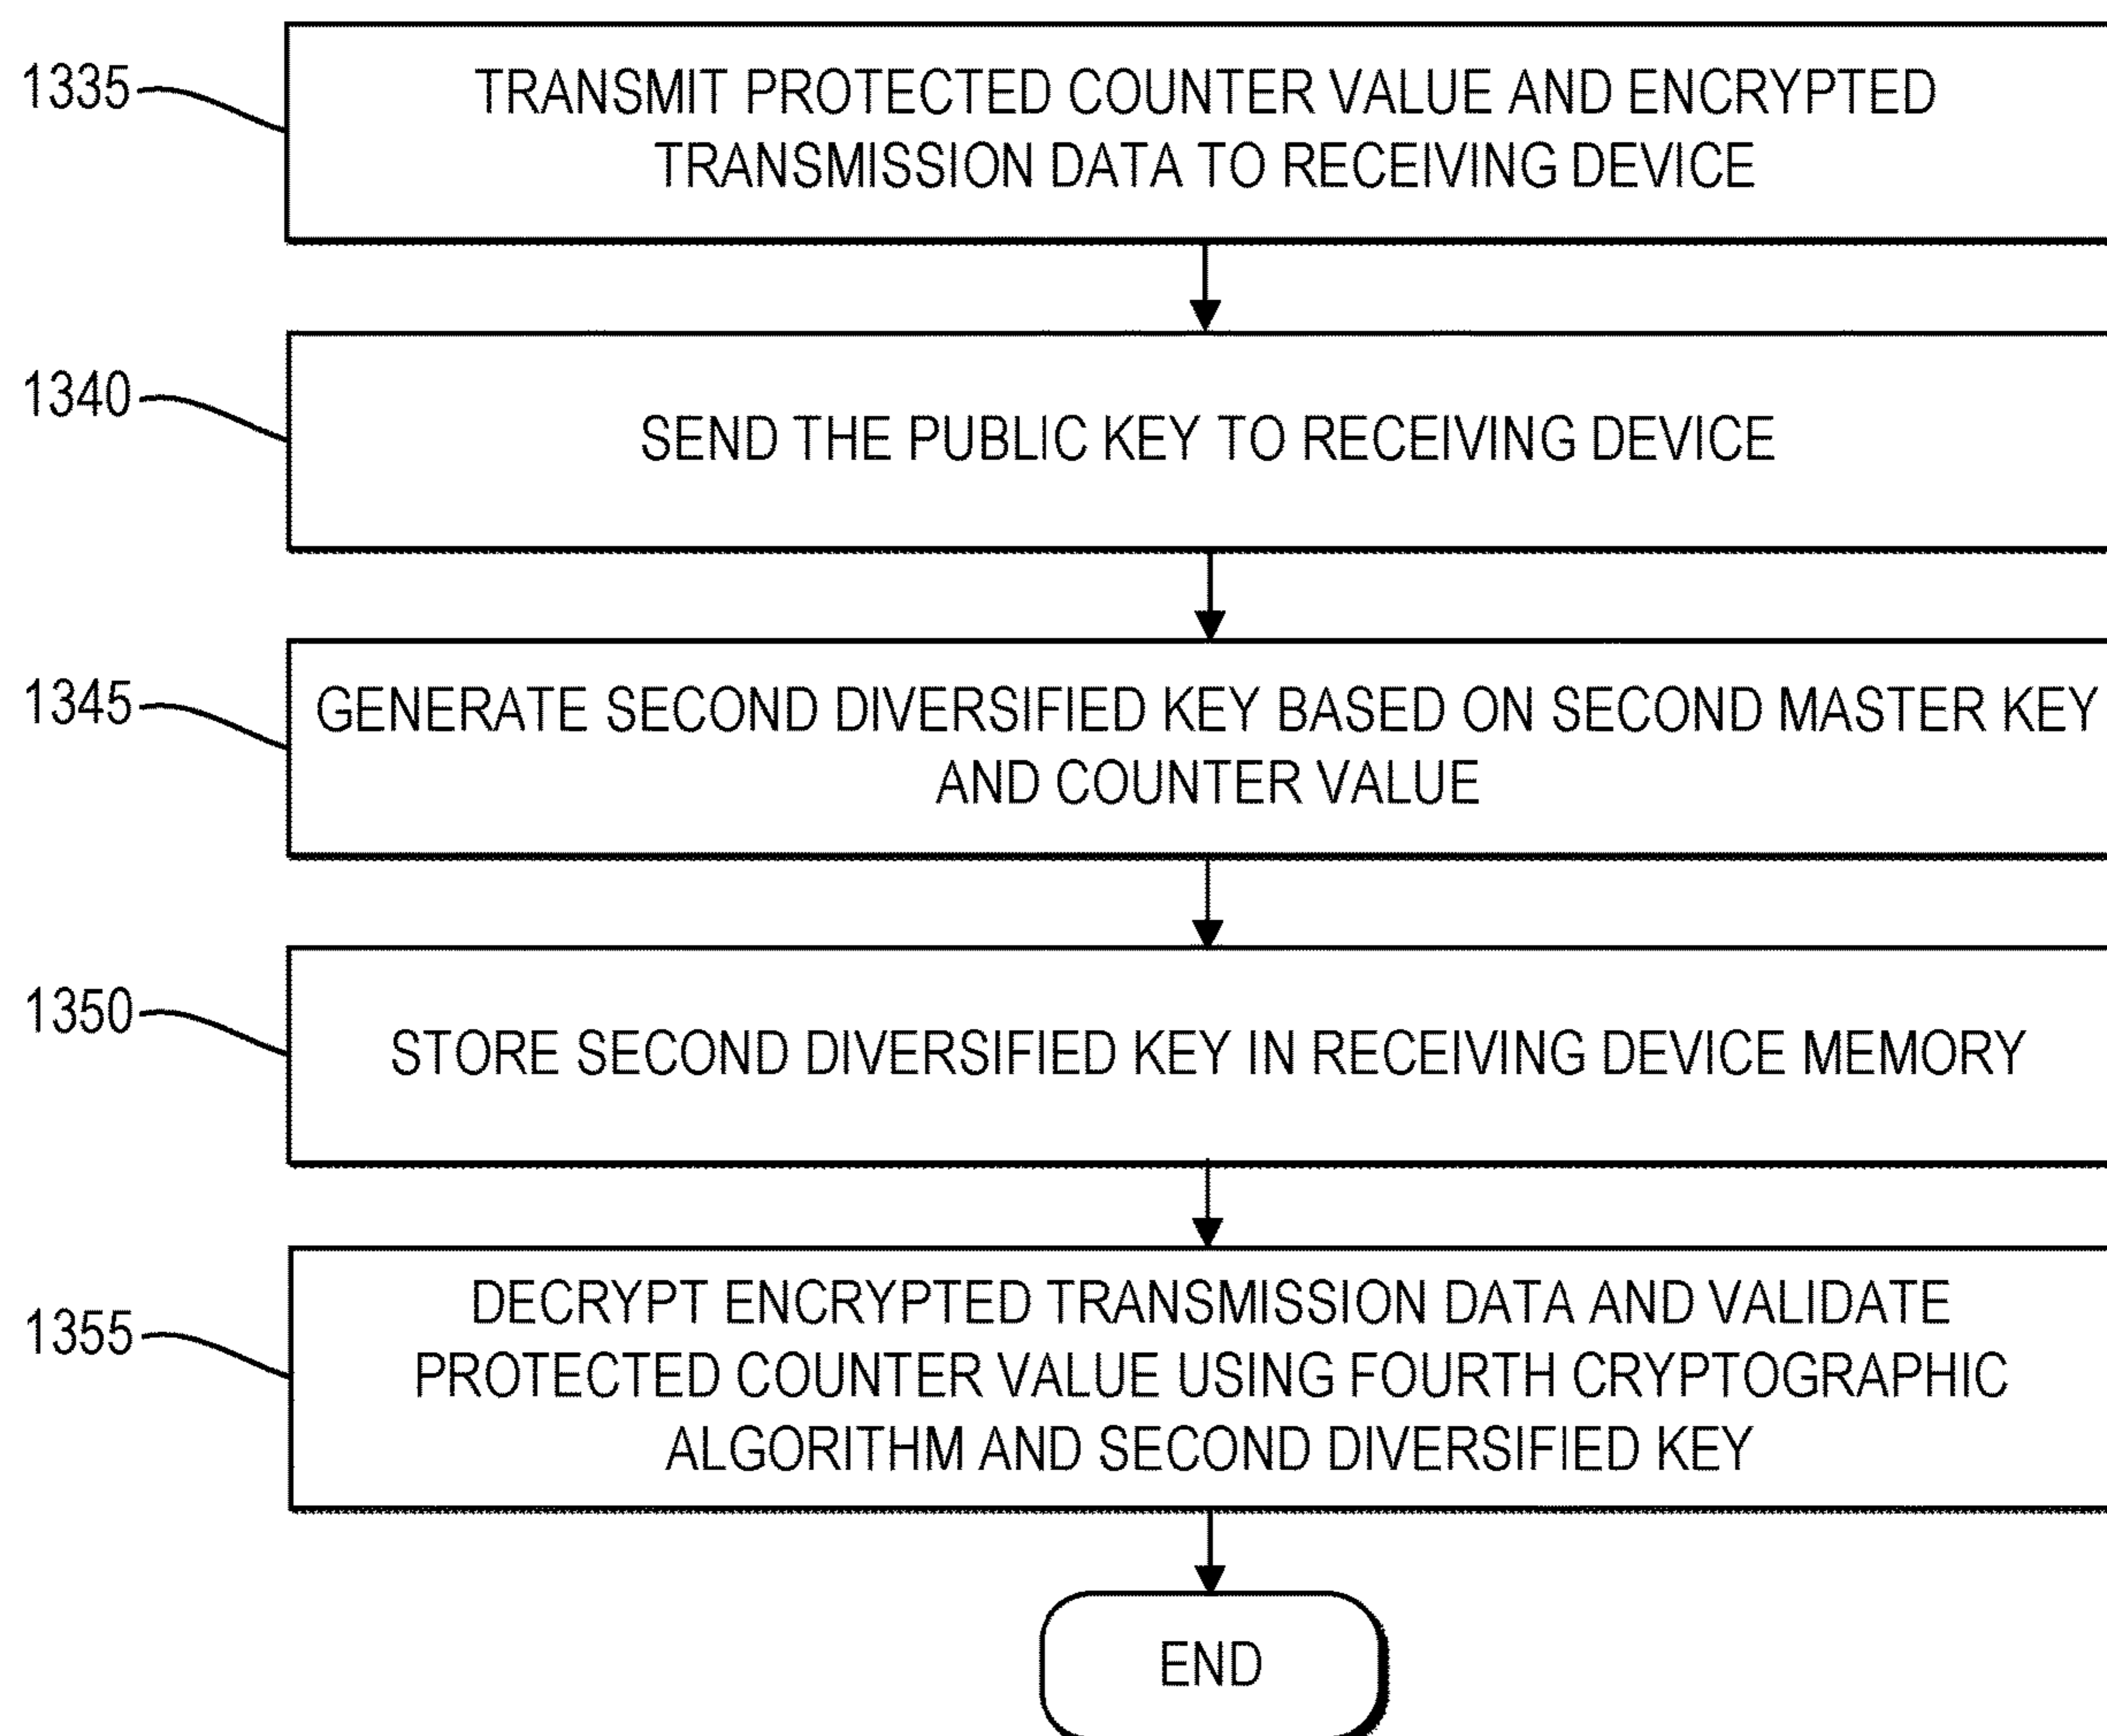 1335
TRANSMIT PROTECTED COUNTER VALUE AND ENCRYPTED
TRANSMISSION DATA TO RECEIVING DEVICE
1340
SEND THE PUBLIC KEY TO RECEIVING DEVICE
1345
GENERATE SECOND DIVERSIFIED KEY BASED ON SECOND MASTER KEY
AND COUNTER VALUE
1350
STORE SECOND DIVERSIFIED KEY IN RECEIVING DEVICE MEMORY
1355
DECRYPT ENCRYPTED TRANSMISSION DATA AND VALIDATE
PROTECTED COUNTER VALUE USING FOURTH CRYPTOGRAPHIC
ALGORITHM AND SECOND DIVERSIFIED KEY
END